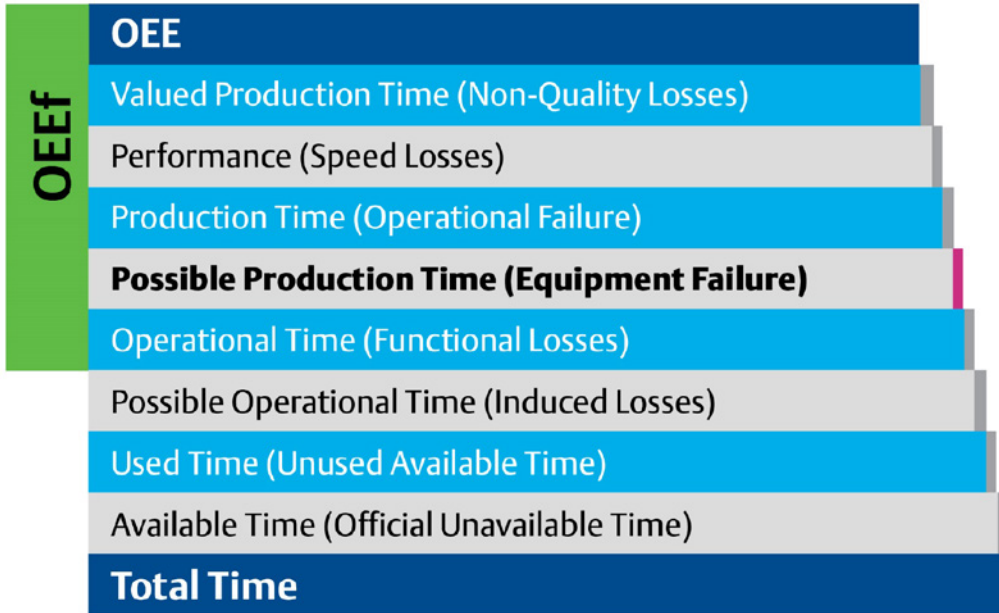 OEEf
OEE
Valued Production Time (Non-Quality Losses)
Performance (Speed Losses)
Production Time (Operational Failure)
Possible Production Time (Equipment Failure)
Operational Time (Functional Losses)
Possible Operational Time (Induced Losses)
Used Time (Unused Available Time)
Available Time (Official Unavailable Time)
Total Time